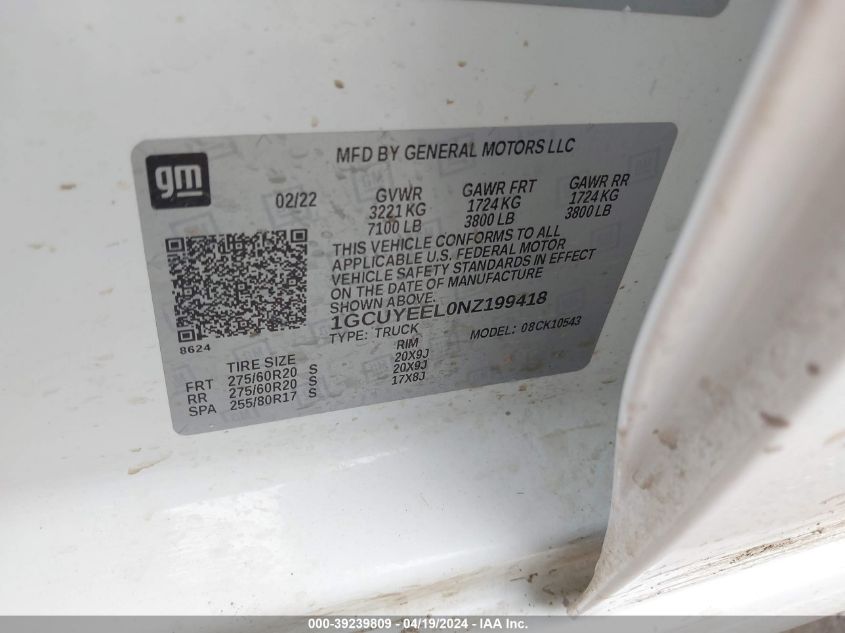 gm
MFD BY GENERAL MOTORS LLC
02/22
GVWR GAWR FRT GAWR RR
3221 KG 1724 KG 1724 KG
7100 LB 3800 LB 3800 LB
THIS VEHICLE CONFORMS TO ALL
APPLICABLE U.S. FEDERAL MOTOR
VEHICLE SAFETY STANDARDS IN EFFECT
ON THE DATE OF MANUFACTURE
SHOWN ABOVE.
1GCUYEEL0NZ199418
TYPE: TRUCK MODEL: 08CK10543
8624
TIRE SIZE RIM
FRT 275/60R20 S 20X9J
RR 275/60R20 S 20X9J
SPA 255/80R17 S 17X8J
000-39239809 - 04/19/2024 - IAA Inc.